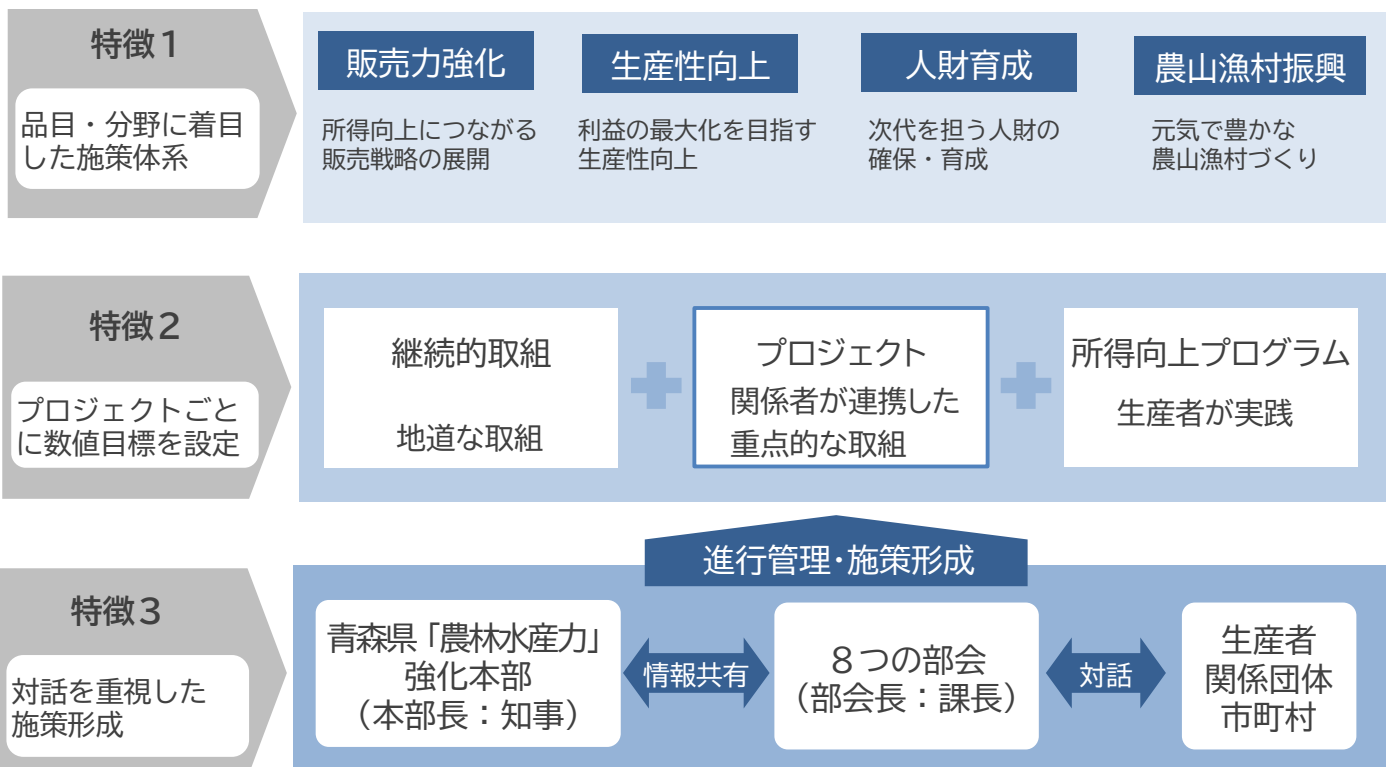 特徴1
品目・分野に着目
した施策体系
販売力強化
所得向上につながる
販売戦略の展開
生産性向上
利益の最大化を目指す
生産性向上
人財育成
次代を担う人財の
確保・育成
農山漁村振興
元気で豊かな
農山漁村づくり
特徴2
プロジェクトごと
に数値目標を設定
継続的取組
地道な取組
プロジェクト
関係者が連携した
重点的な取組
所得向上プログラム
生産者が実践
進行管理・施策形成
特徴3
対話を重視した
施策形成
青森県「農林水産力」
強化本部
(本部長:知事)
情報共有
8つの部会
(部会長:課長)
対話
生産者
関係団体
市町村